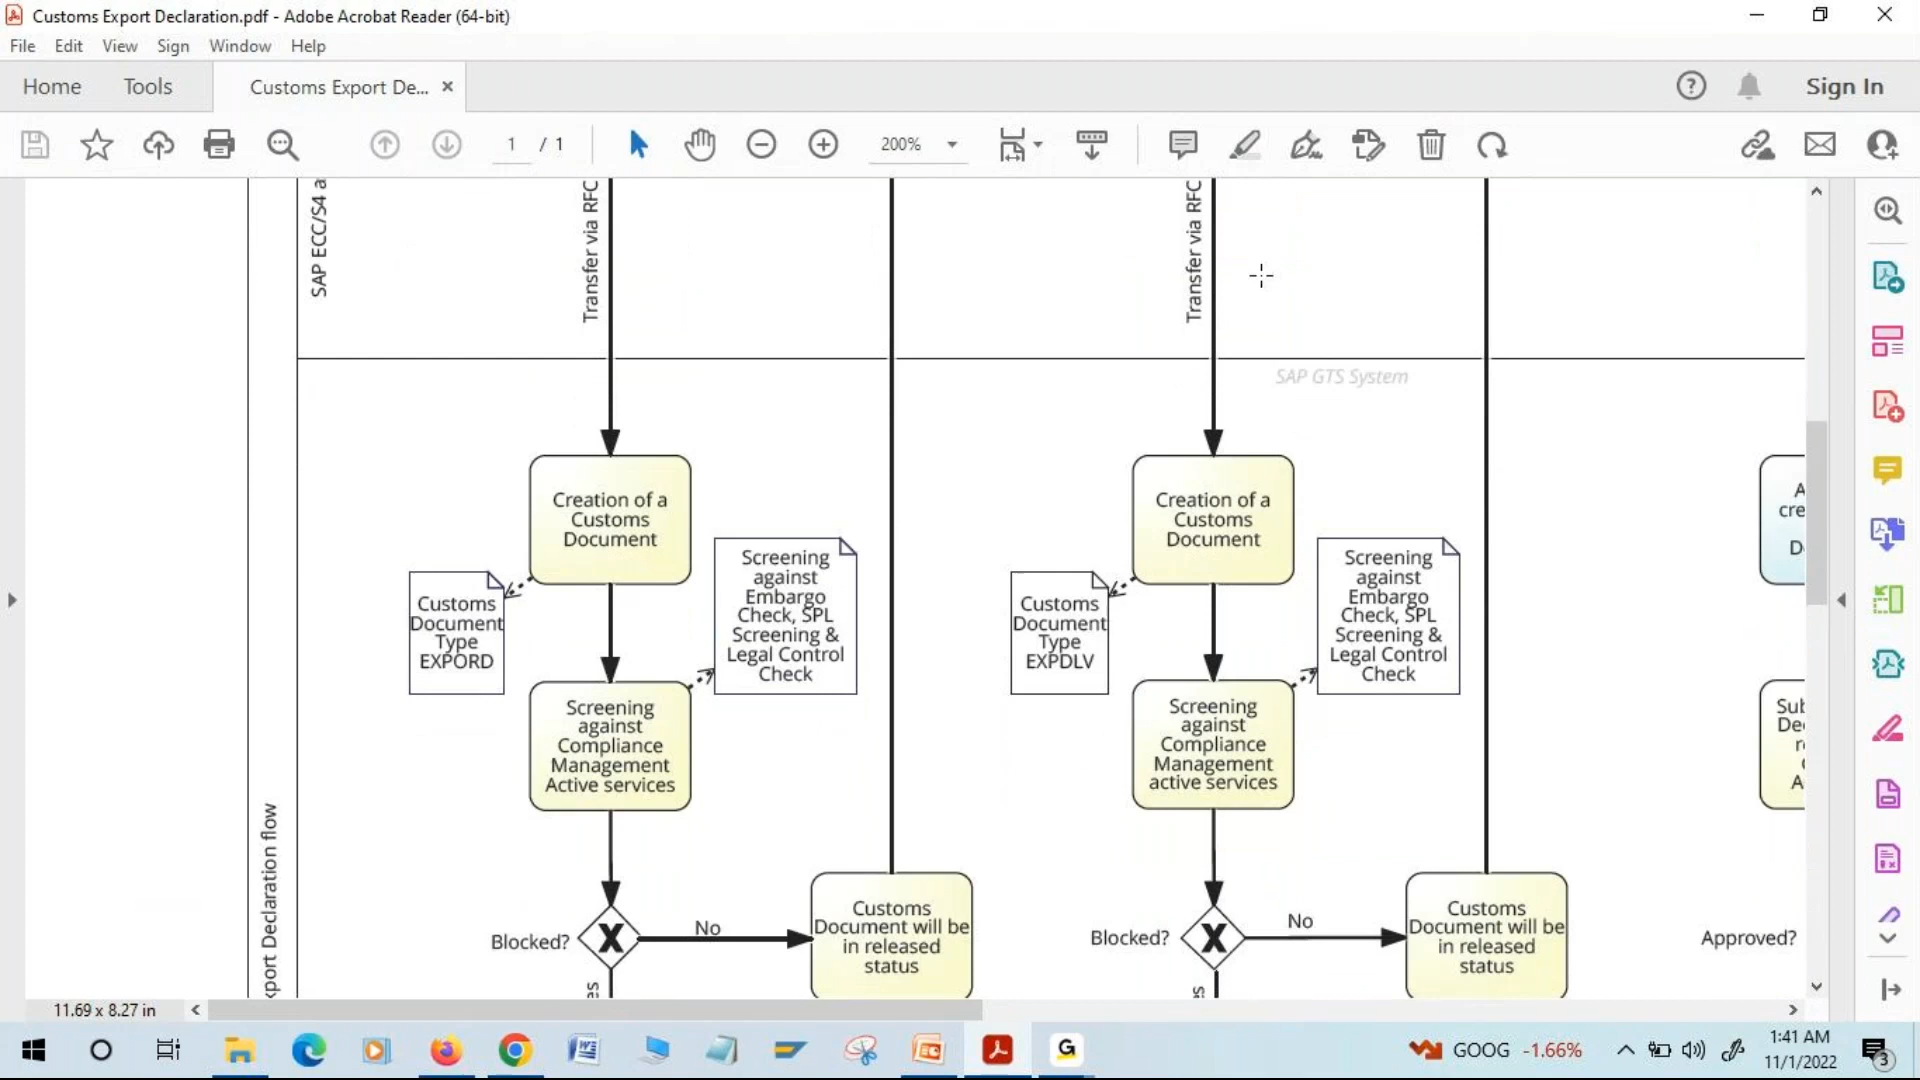 Customs Export Declaration.pdf - Adobe Acrobat Reader (64-bit)
File Edit View Sign Window Help
Home Tools Customs Export De... × Sign In
1 / 1 200%
SAP ECC/S4 a
Transfer via RFC
Transfer via RFC
SAP GTS System
Creation of a
Customs
Document
Customs
Document
Type
EXPORD
Screening
against
Embargo
Check, SPL
Screening &
Legal Control
Check
Screening
against
Compliance
Management
Active services
Blocked?
No
Customs
Document will be
in released
status
es
Creation of a
Customs
Document
Customs
Document
Type
EXPDLV
Screening
against
Embargo
Check, SPL
Screening &
Legal Control
Check
Screening
against
Compliance
Management
active services
Blocked?
No
Customs
Document will be
in released
status
es
A
cre
D
Sub
De
r
A
Approved?
xport Declaration flow
11.69 x 8.27 in
GOOG -1.66%
1:41 AM
11/1/2022
3